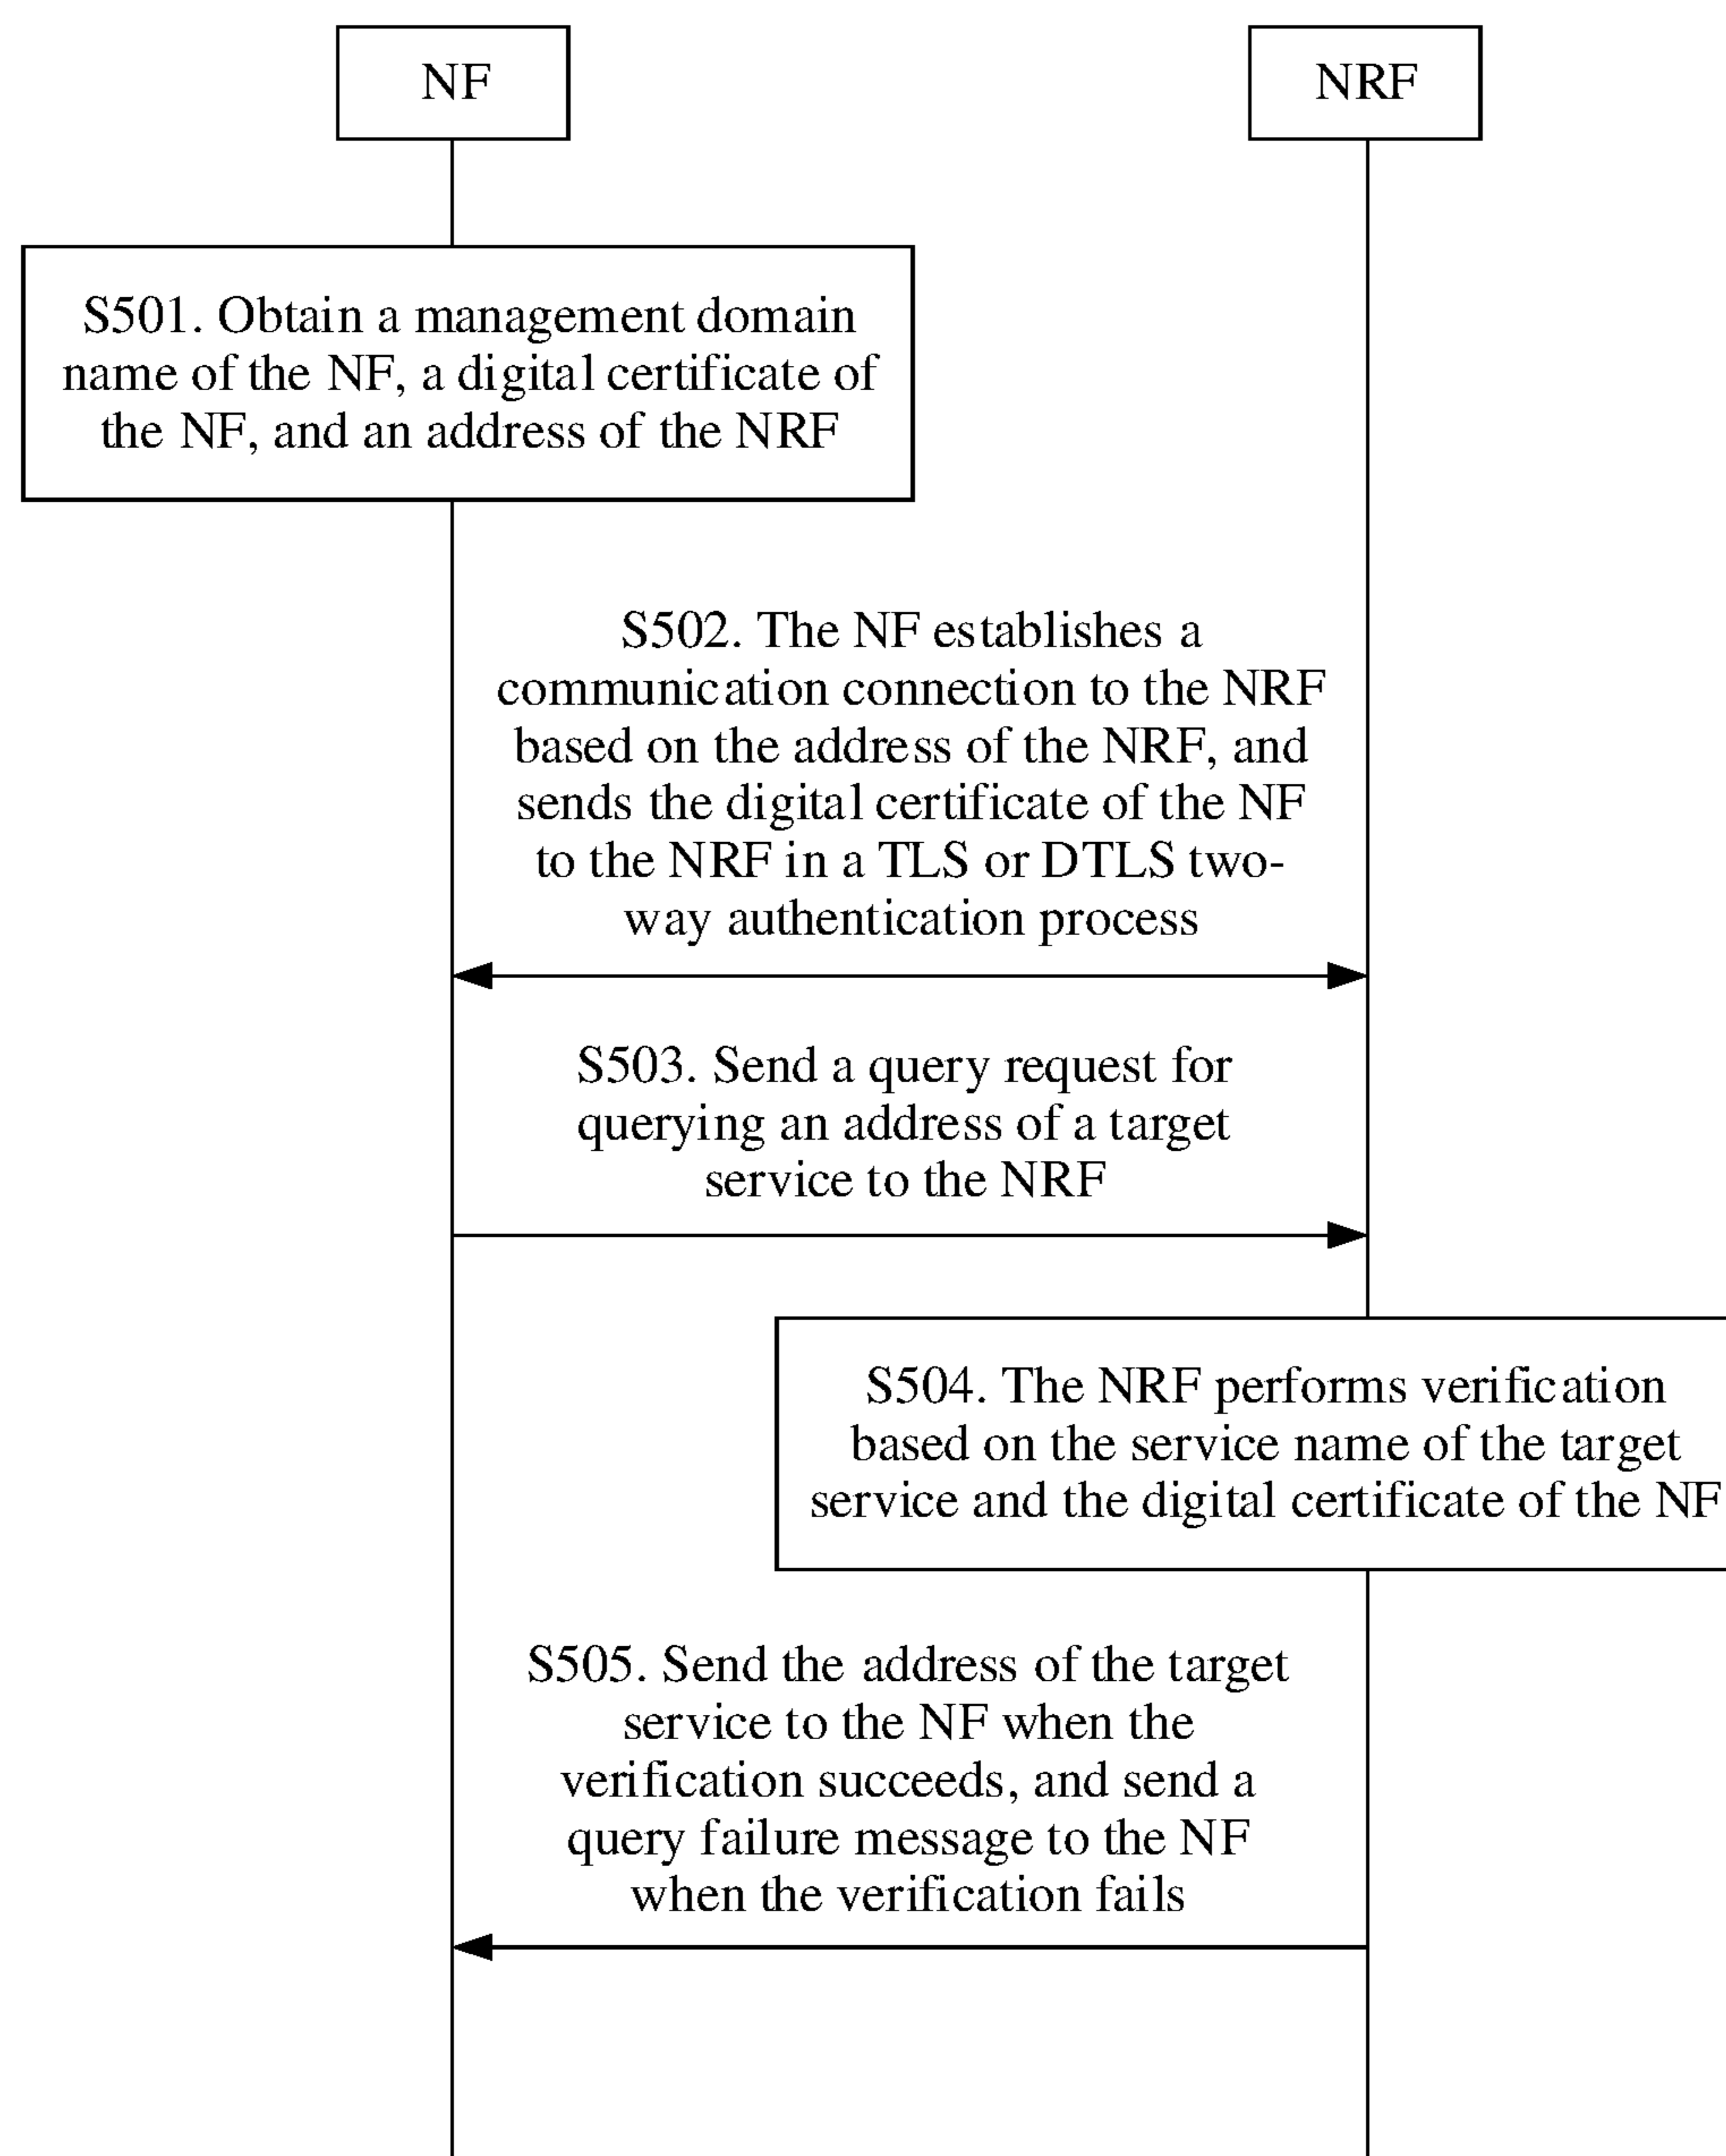 NF
NRF
S501. Obtain a management domain
name of the NF, a digital certificate of
the NF, and an address of the NRF
S502. The NF establishes a
communication connection to the NRF
based on the address of the NRF, and
sends the digital certificate of the NF
to the NRF in a TLS or DTLS two-
way authentication process
S503. Send a query request for
querying an address of a target
service to the NRF
S504. The NRF performs verification
based on the service name of the target
service and the digital certificate of the NF
S505. Send the address of the target
service to the NF when the
verification succeeds, and send a
query failure message to the NF
when the verification fails